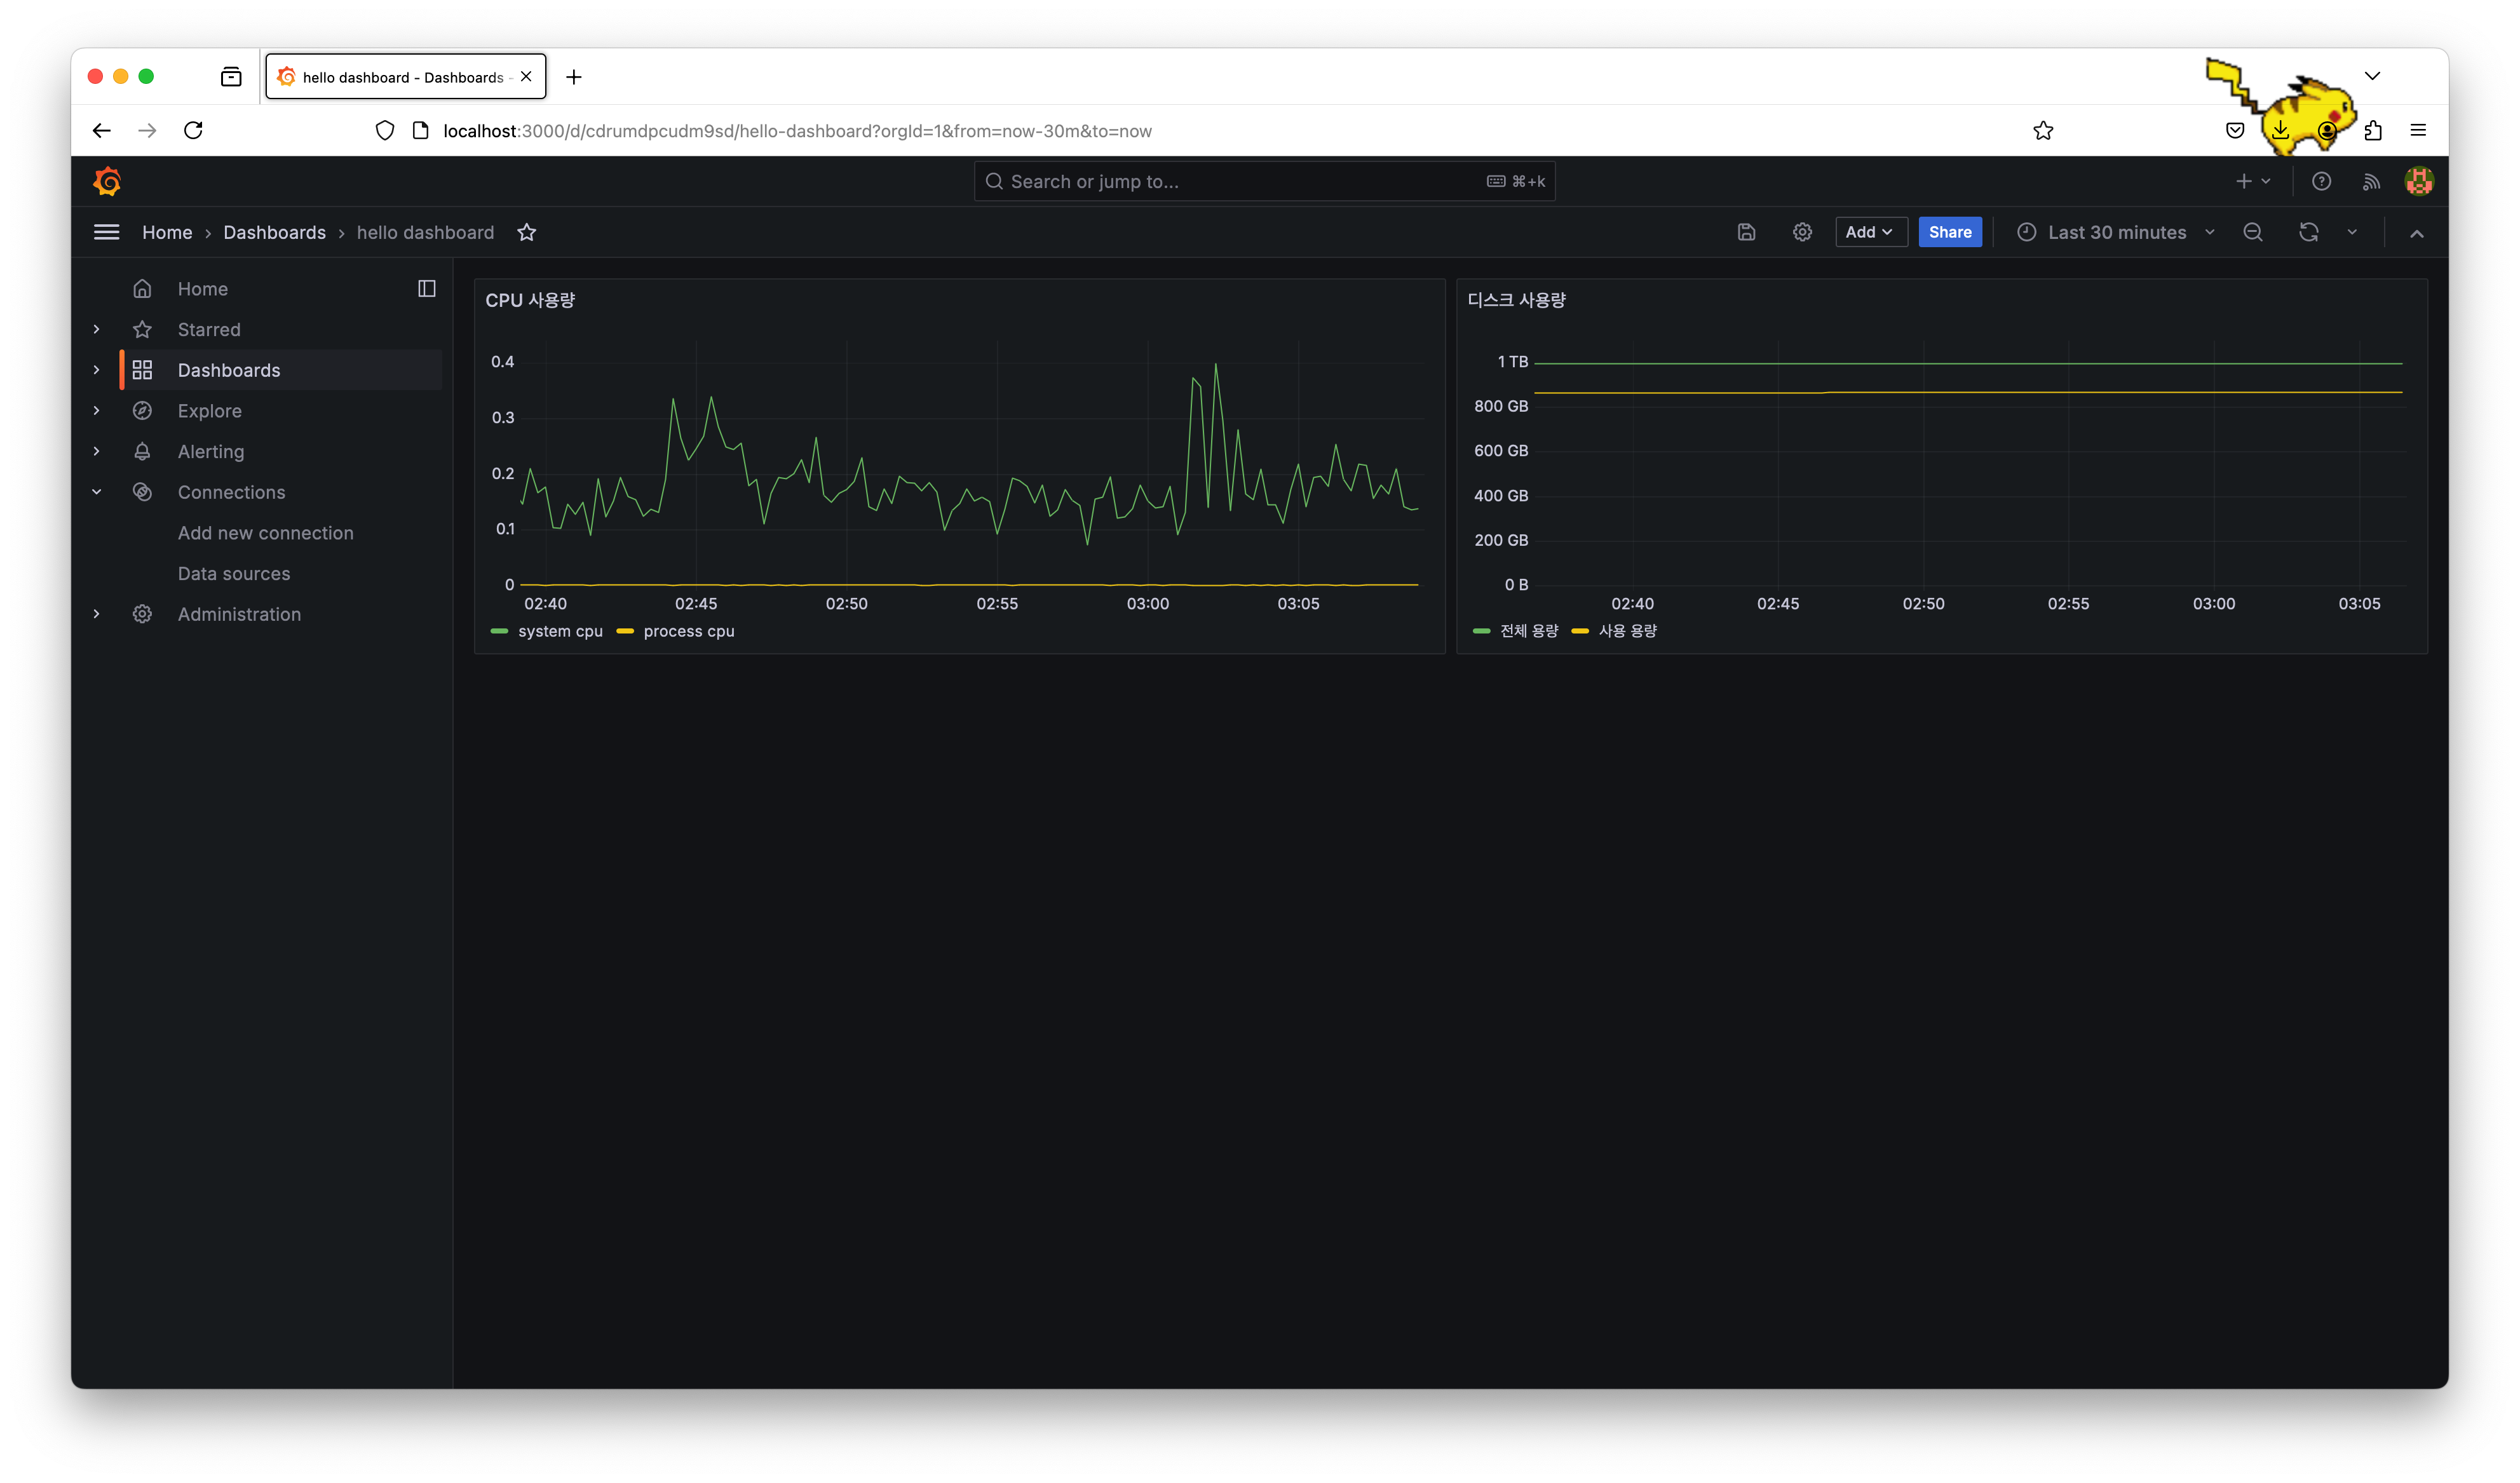 hello dashboard - Dashboards -
localhost:3000/d/cdrumdpcudm9sd/hello-dashboard?orgId=1&from=now-30m&to=now
Search or jump to... ⌘+k
Home › Dashboards › hello dashboard Add Share Last 30 minutes
Home
Starred
Dashboards
Explore
Alerting
Connections
Add new connection
Data sources
Administration
CPU 사용량
0.4
0.3
0.2
0.1
0
02:40 02:45 02:50 02:55 03:00 03:05
system cpu process cpu
디스크 사용량
1 TB
800 GB
600 GB
400 GB
200 GB
0 B
02:40 02:45 02:50 02:55 03:00 03:05
전체 용량 사용 용량